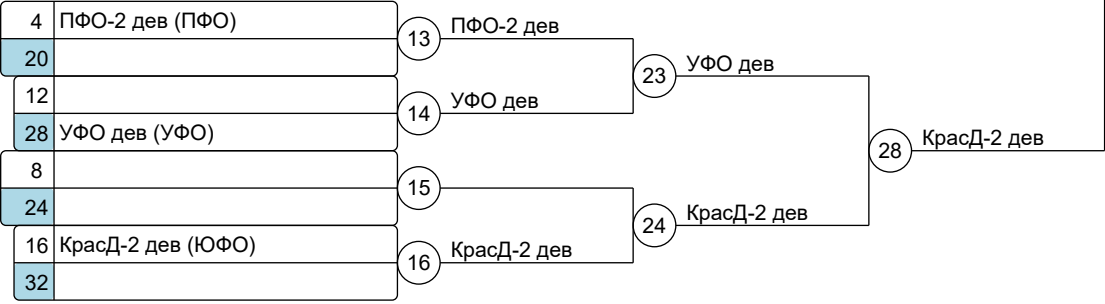 4 ПФО-2 дев (ПФО)
20
12
28 УФО дев (УФО)
8
24
16 КрасД-2 дев (ЮФО)
32
13 ПФО-2 дев
14 УФО дев
15
16 КрасД-2 дев
23 УФО дев
24 КрасД-2 дев
28 КрасД-2 дев